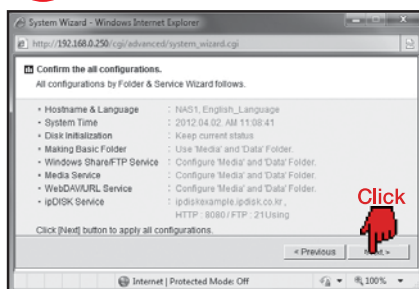 System Wizard - Windows Internet Explorer
http://192.168.0.250/cgi/advanced/system_wizard.cgi
Confirm the all configurations.
All configurations by Folder & Service Wizard follows.
• Hostname & Language : NAS1, English_Language
• System Time : 2012.04.02. AM 11:08:41
• Disk Initialization : Keep current status
• Making Basic Folder : Use 'Media' and 'Data' Folder.
• Windows Share/FTP Service : Configure 'Media' and 'Data' Folder.
• Media Service : Configure 'Media' and 'Data' Folder.
• WebDAV/URL Service : Configure 'Media' and 'Data' Folder.
• ipDISK Service : ipdiskexample.ipdisk.co.kr ,
HTTP : 8080 / FTP : 21Using
Click
Click [Next] button to apply all configurations.
< Previous
Internet | Protected Mode: Off
100%